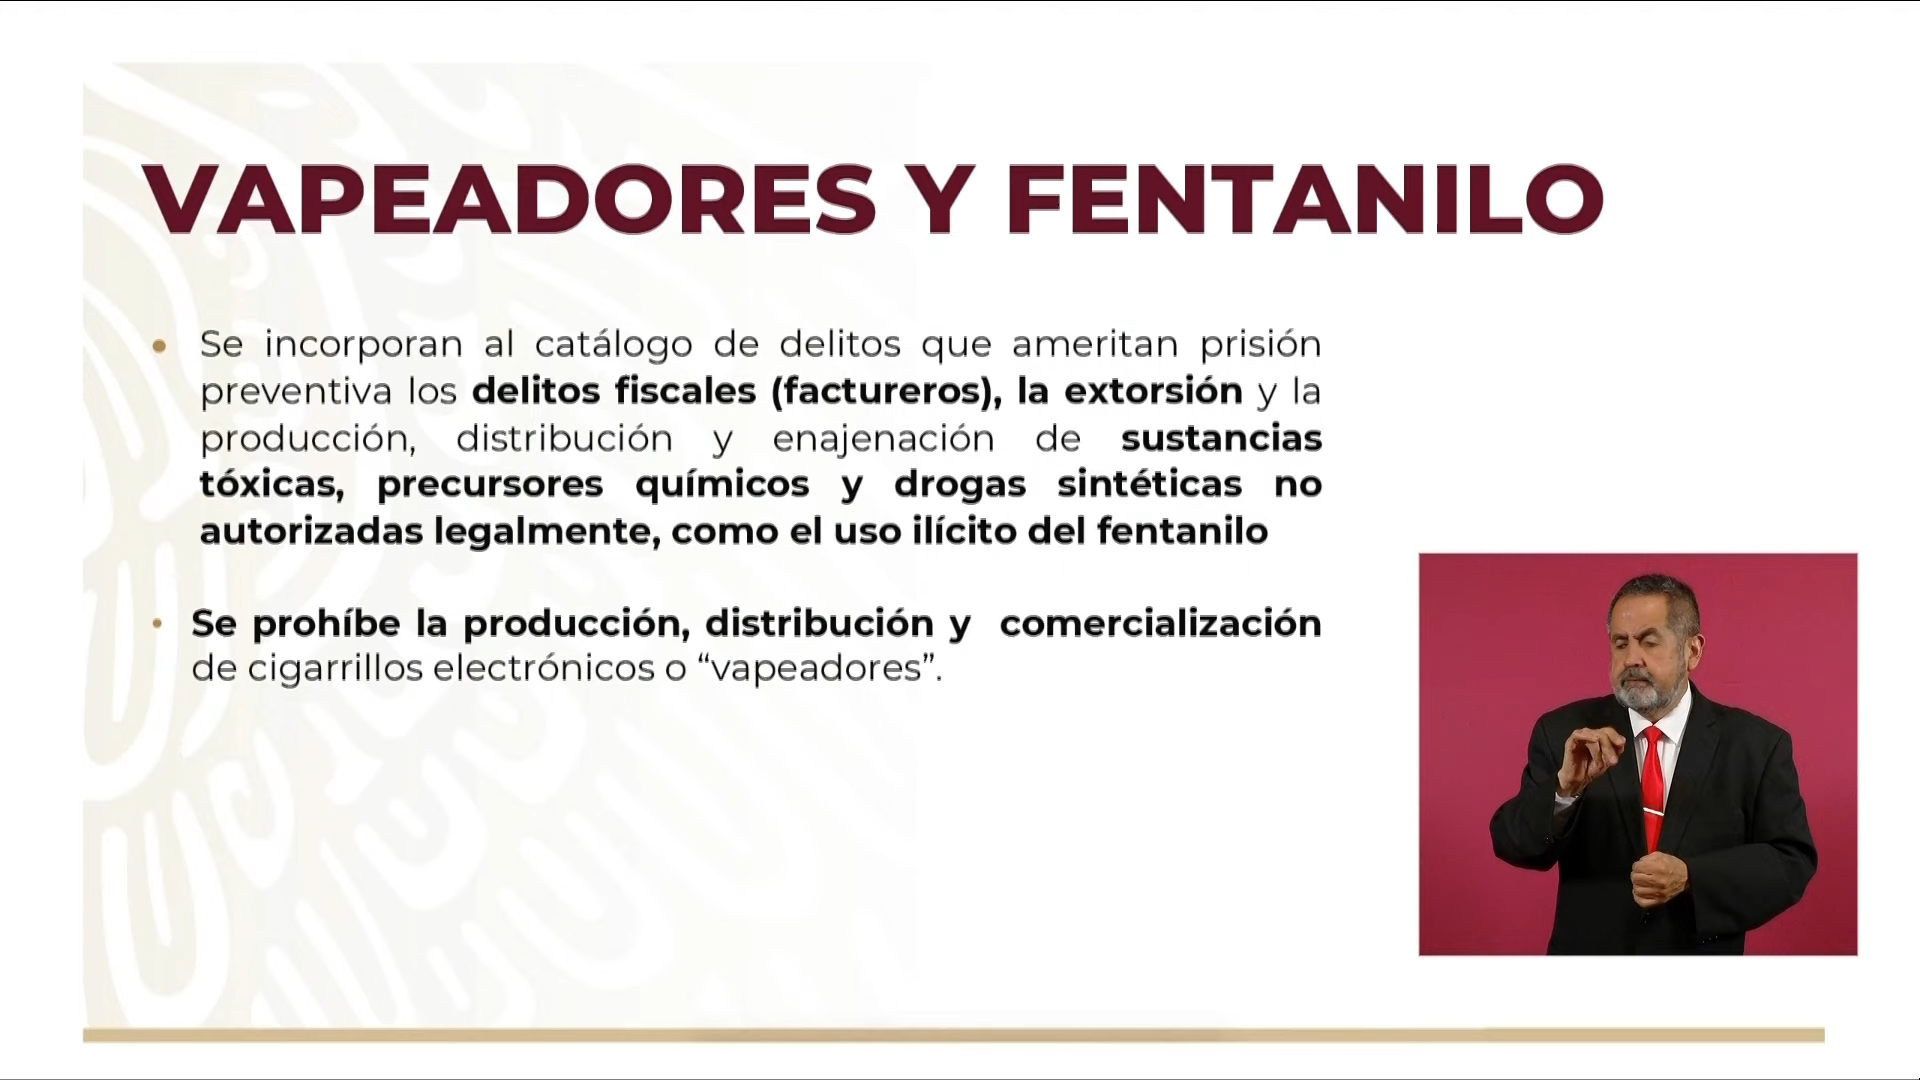 VAPEADORES Y FENTANILO
• Se incorporan al catálogo de delitos que ameritan prisión
preventiva los delitos fiscales (factureros), la extorsión y la
producción, distribución y enajenación de sustancias
tóxicas, precursores químicos y drogas sintéticas no
autorizadas legalmente, como el uso ilícito del fentanilo
• Se prohíbe la producción, distribución y comercialización
de cigarrillos electrónicos o “vapeadores”.